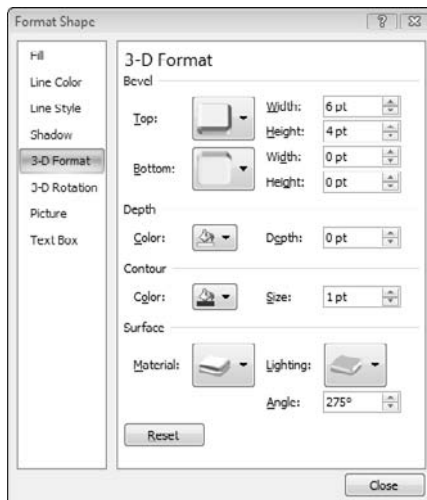 Format Shape
Fill
Line Color
Line Style
Shadow
3-D Format
3-D Rotation
Picture
Text Box
3-D Format
Bevel
Top:
Width: 6 pt
Height: 4 pt
Bottom:
Width: 0 pt
Height: 0 pt
Depth
Color:
Depth: 0 pt
Contour
Color:
Size: 1 pt
Surface
Material:
Lighting:
Angle: 275°
Reset
Close